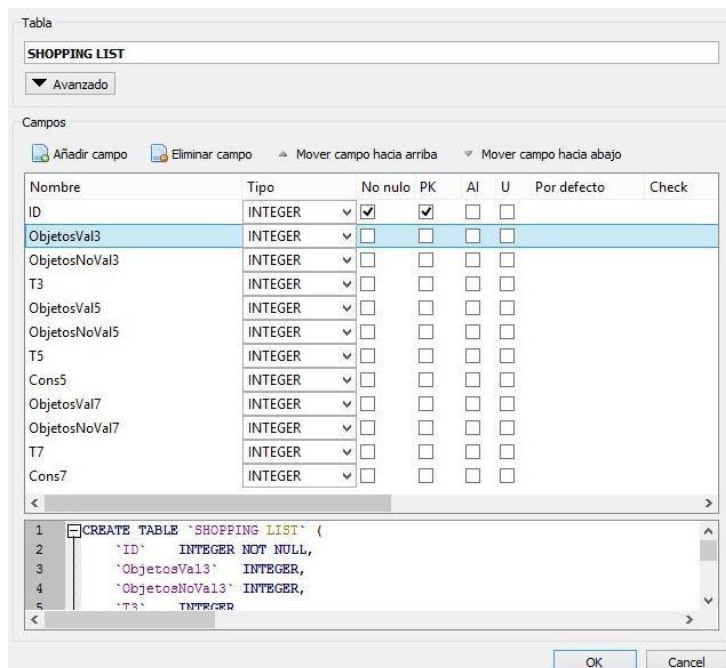 Tabla
SHOPPING LIST
Avanzado
Campos
Añadir campo Eliminar campo Mover campo hacia arriba Mover campo hacia abajo
Nombre Tipo No nulo PK AI U Por defecto Check
ID INTEGER
ObjetosVal3 INTEGER
ObjetosNoVal3 INTEGER
T3 INTEGER
ObjetosVal5 INTEGER
ObjetosNoVal5 INTEGER
T5 INTEGER
Cons5 INTEGER
ObjetosVal7 INTEGER
ObjetosNoVal7 INTEGER
T7 INTEGER
Cons7 INTEGER
1 CREATE TABLE `SHOPPING LIST` (
2 `ID` INTEGER NOT NULL,
3 `ObjetosVal3` INTEGER,
4 `ObjetosNoVal3` INTEGER,
5 `T3` INTEGER
OK Cancel